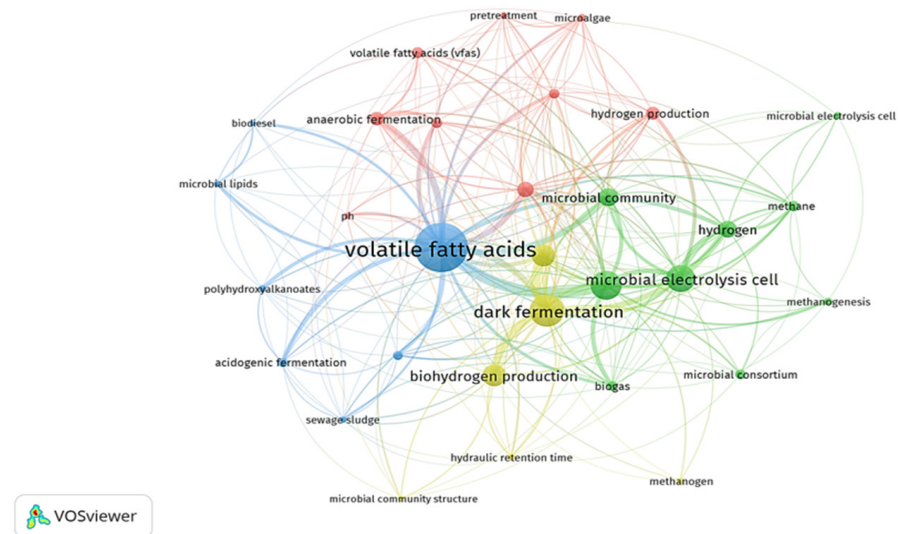 pretreatment
microalgae
volatile fatty acids (vfas)
anaerobic fermentation
hydrogen production
microbial electrolysis cell
biodiesel
microbial lipids
microbial community
methane
ph
hydrogen
volatile fatty acids
microbial electrolysis cell
polyhydroxyalkanoates
methanogenesis
dark fermentation
acidogenic fermentation
biohydrogen production
biogas
microbial consortium
sewage sludge
hydraulic retention time
methanogen
microbial community structure
VOSviewer